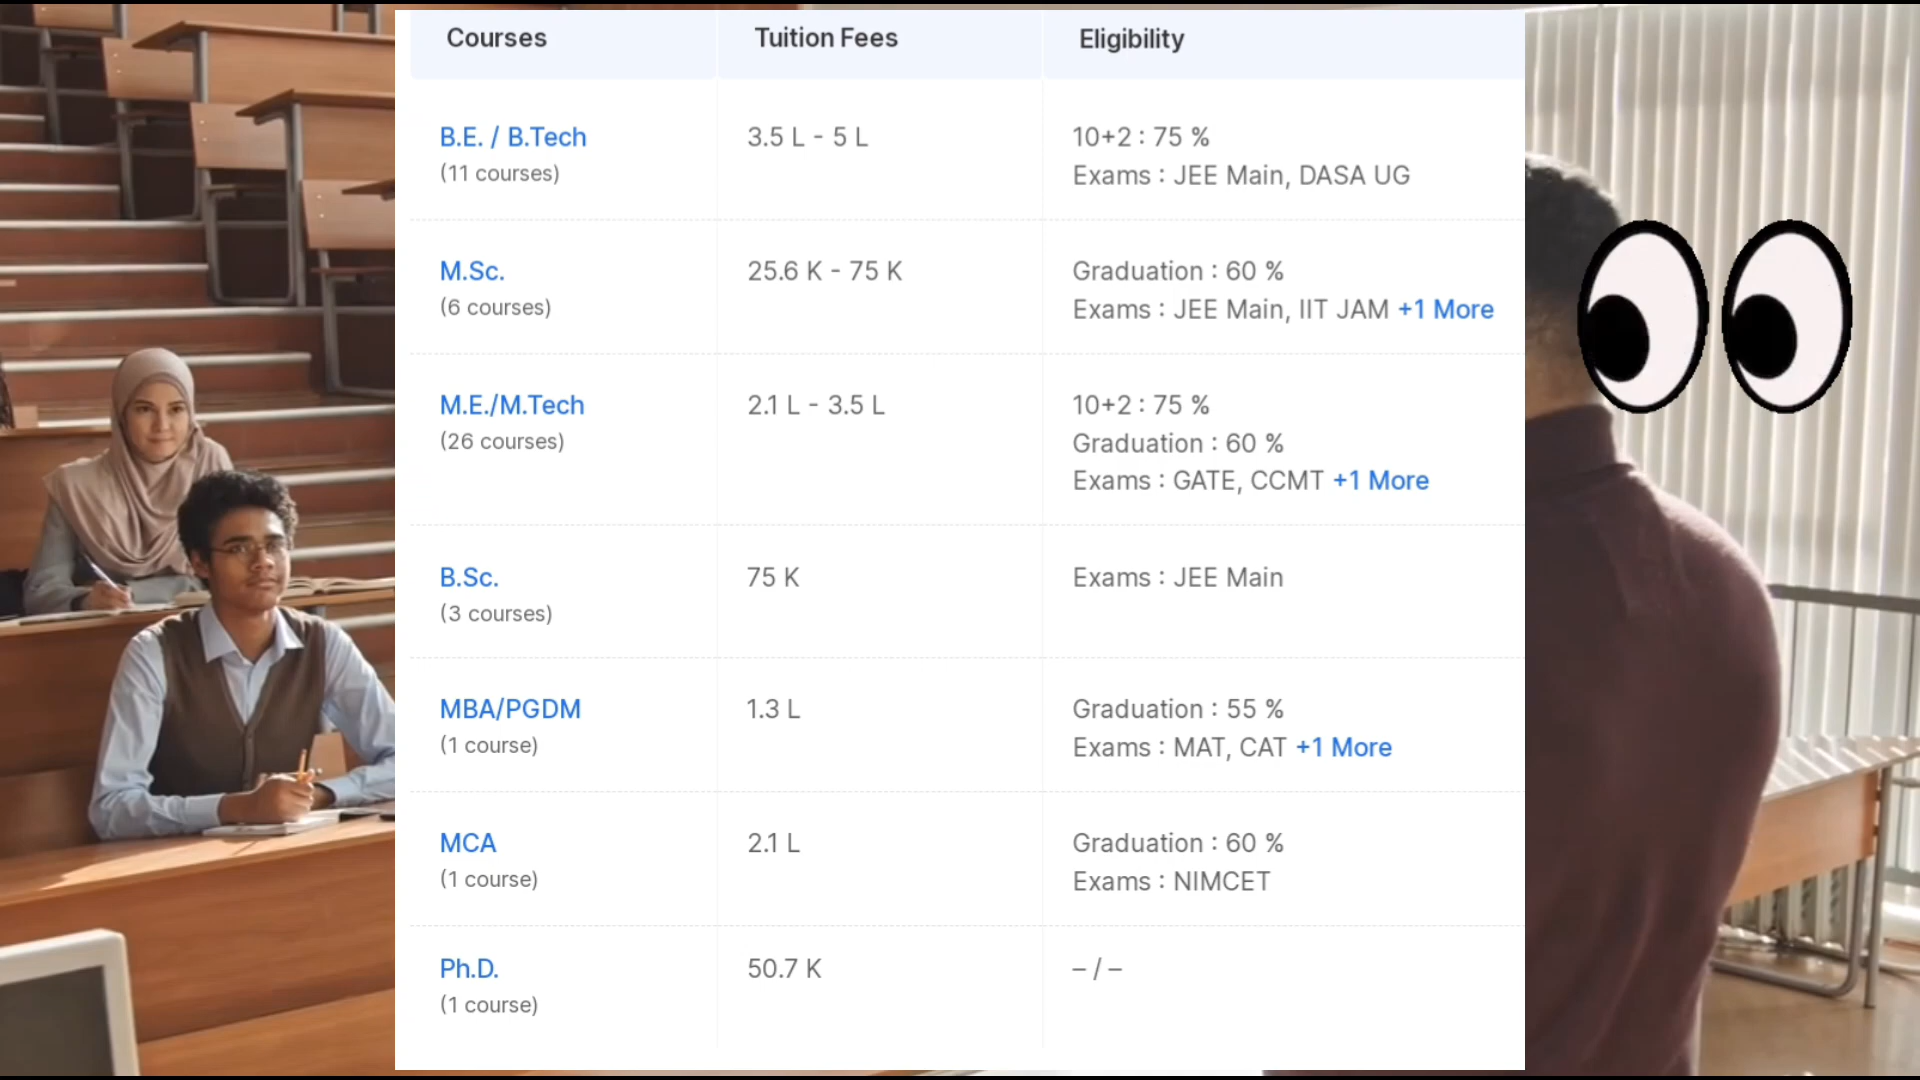 Courses Tuition Fees Eligibility
B.E. / B.Tech 3.5 L - 5 L 10+2 : 75 %
(11 courses) Exams : JEE Main, DASA UG
M.Sc. 25.6 K - 75 K Graduation : 60 %
(6 courses) Exams : JEE Main, IIT JAM +1 More
M.E./M.Tech 2.1 L - 3.5 L 10+2 : 75 %
(26 courses) Graduation : 60 %
Exams : GATE, CCMT +1 More
B.Sc. 75 K Exams : JEE Main
(3 courses)
MBA/PGDM 1.3 L Graduation : 55 %
(1 course) Exams : MAT, CAT +1 More
MCA 2.1 L Graduation : 60 %
(1 course) Exams : NIMCET
Ph.D. 50.7 K – / –
(1 course)